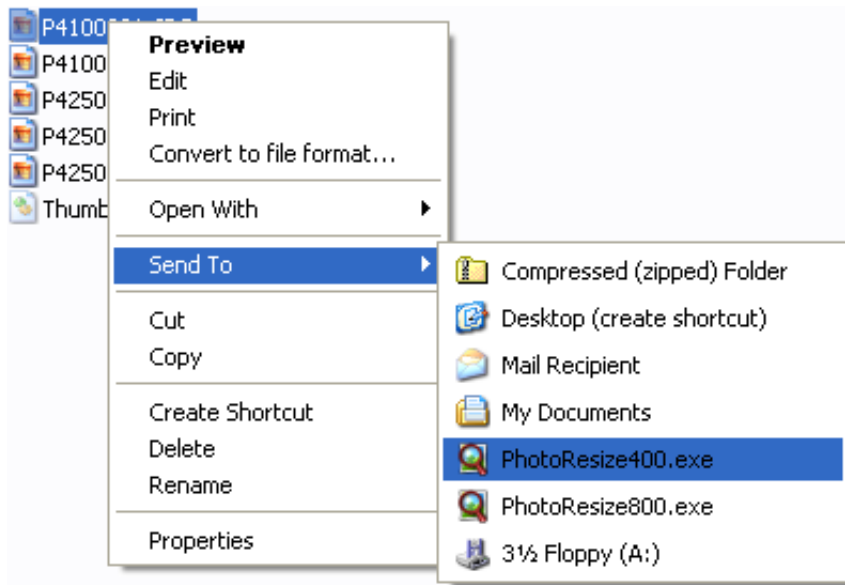 P4100
Preview
P4100
Edit
P4250
Print
P4250
Convert to file format...
P4250
Thumb
Open With
Send To
Compressed (zipped) Folder
Desktop (create shortcut)
Cut
Mail Recipient
Copy
My Documents
Create Shortcut
PhotoResize400.exe
Delete
PhotoResize800.exe
Rename
3½ Floppy (A:)
Properties